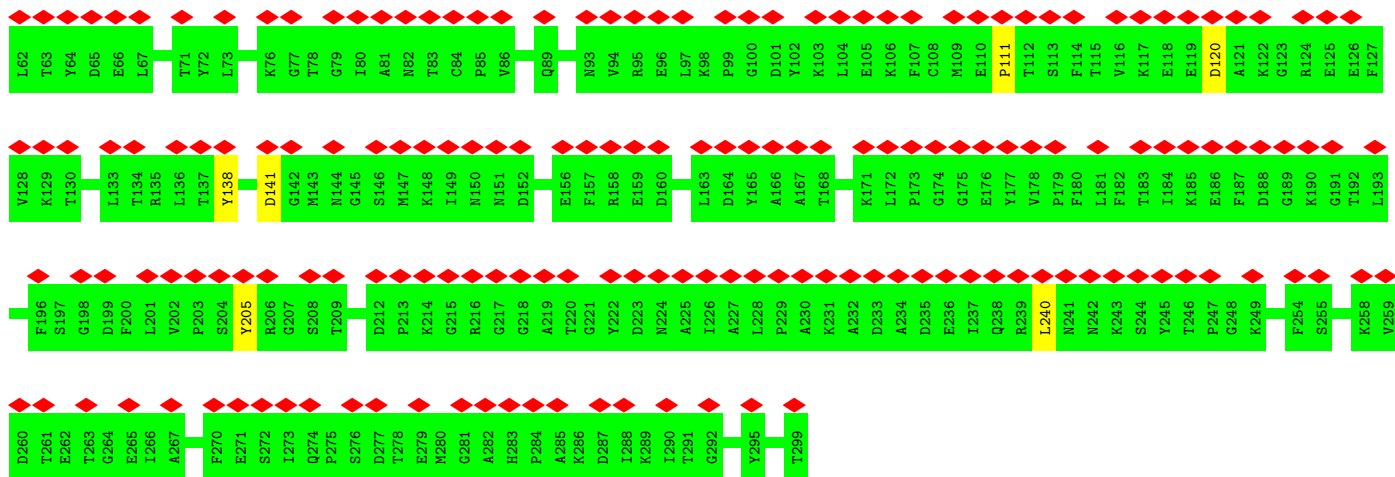 L62 T63 Y64 D65 E66 L67 T71 Y72 L73 K76 G77 T78 G79 I80 A81 N82 T83 C84 P85 V86 Q89 N93 V94 R95 E96 L97 K98 P99 G100 D101 Y102 K103 L104 E105 K106 F107 C108 M109 E110 P111 T112 S113 F114 T115 V116 K117 E118 E119 D120 A121 K122 G123 R124 E125 E126 F127
V128 K129 T130 L133 T134 R135 L136 T137 Y138 D141 G142 M143 N144 G145 S146 M147 K148 I149 N150 N151 D152 E156 F157 R158 E159 D160 L163 D164 Y165 A166 A167 T168 K171 L172 P173 G174 G175 E176 Y177 V178 P179 F180 L181 F182 T183 I184 K185 E186 F187 D188 G189 K190 G191 T192 L193
F196 S197 G198 D199 F200 L201 V202 P203 S204 Y205 R206 G207 S208 T209 D212 P213 K214 G215 R216 G217 G218 A219 T220 G221 Y222 D223 N224 A225 I226 A227 L228 P229 A230 K231 A232 D233 A234 D235 E236 I237 Q238 R239 L240 N241 N242 K243 S244 Y245 T246 P247 G248 K249 F254 S255 K258 V259
D260 T261 E262 T263 G264 E265 I266 A267 F270 E271 S272 I273 Q274 P275 S276 D277 T278 E279 M280 G281 A282 H283 P284 A285 K286 D287 I288 K289 I290 T291 G292 Y295 T299